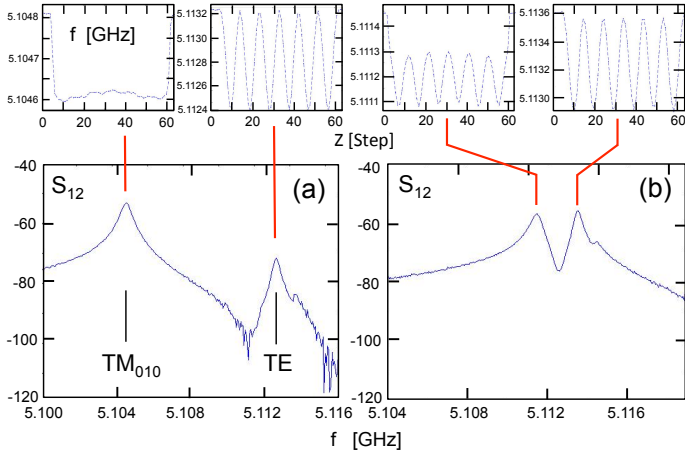 5.1048
5.1047
5.1046
f [GHz]
0 20 40 60
5.1132
5.1130
5.1128
5.1126
5.1124
0 20 40 60
5.1114
5.1113
5.1112
5.1111
0 20 40 60
5.1136
5.1134
5.1132
5.1130
0 20 40 60
Z [Step]
-40
-60
-80
-100
-120
S12
(a)
TM010
TE
5.100 5.104 5.108 5.112 5.116
-40
-60
-80
-100
-120
S12
(b)
5.104 5.108 5.112 5.116
f [GHz]